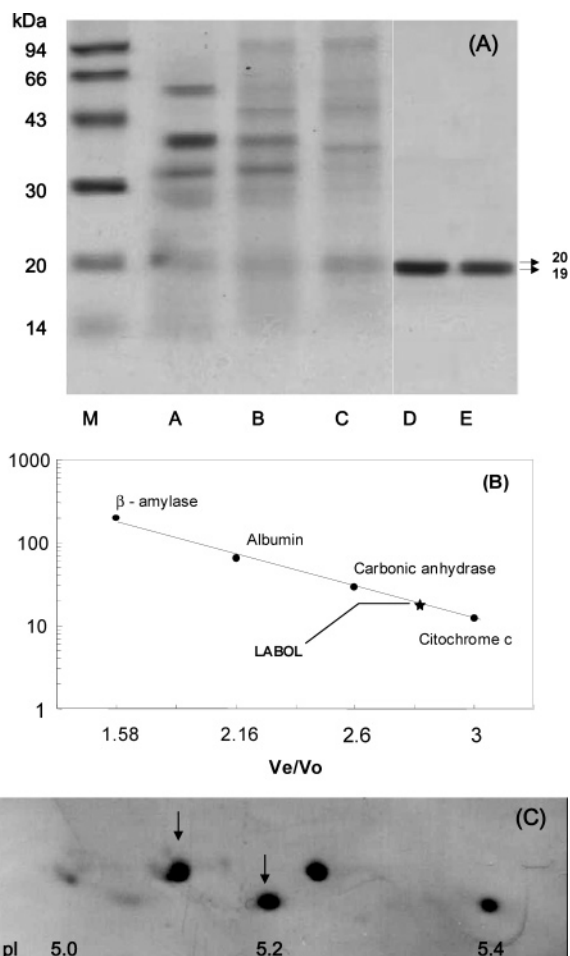 kDa
(A)
94
66
43
30
20
14
20
19
M A B C D E
(B)
1000
100
10
1
β - amylase
Albumin
Carbonic anhydrase
LABOL
Citochrome c
1.58 2.16 2.6 3
Ve/Vo
(C)
pI 5.0 5.2 5.4